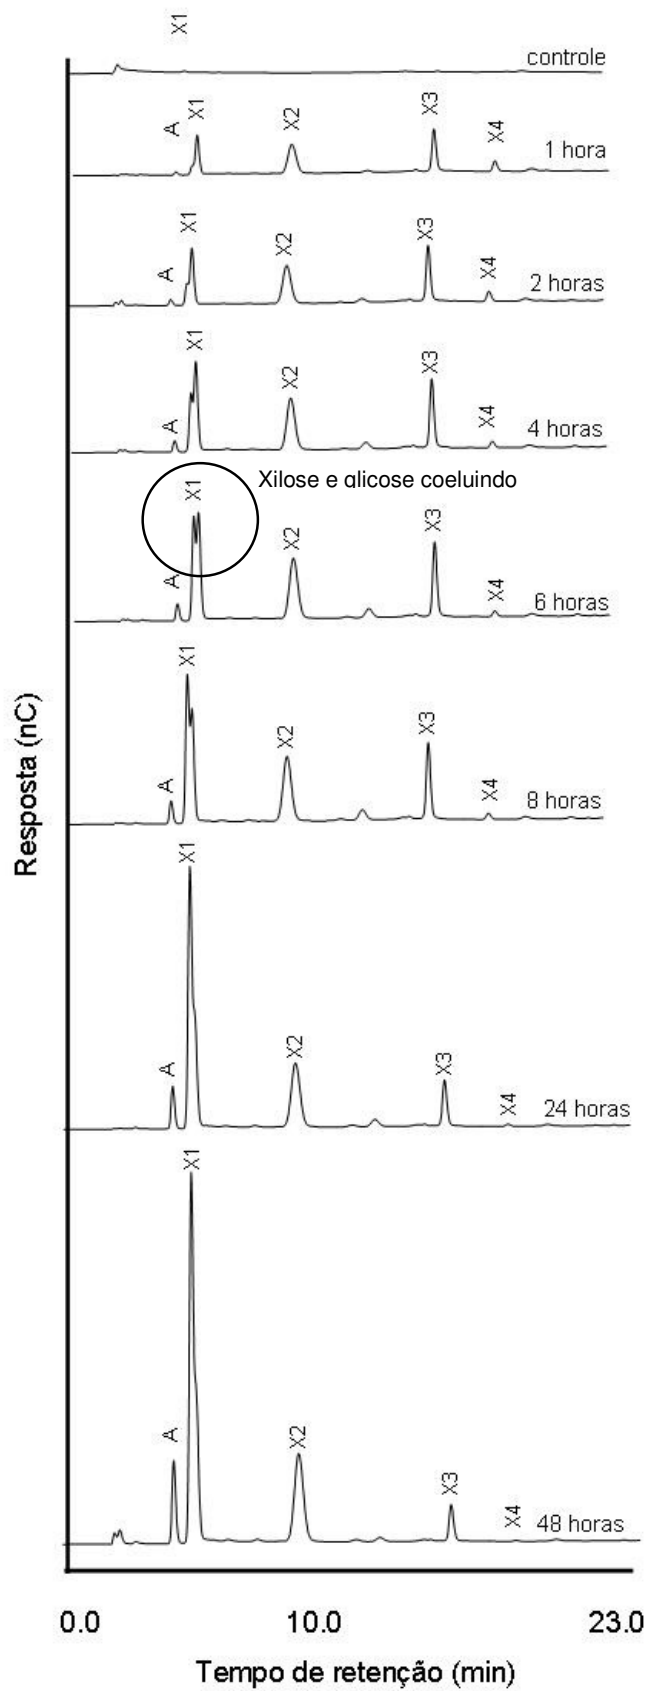 X1
controle
A
X1
X2
X3
X4
1 hora
A
X1
X2
X3
X4
2 horas
A
X1
X2
X3
X4
4 horas
Xilose e glicose coeluindo
A
X1
X2
X3
X4
6 horas
A
X1
X2
X3
X4
8 horas
A
X1
X2
X3
X4
24 horas
A
X1
X2
X3
X4
48 horas
Resposta (nC)
0.0 10.0 23.0
Tempo de retenção (min)